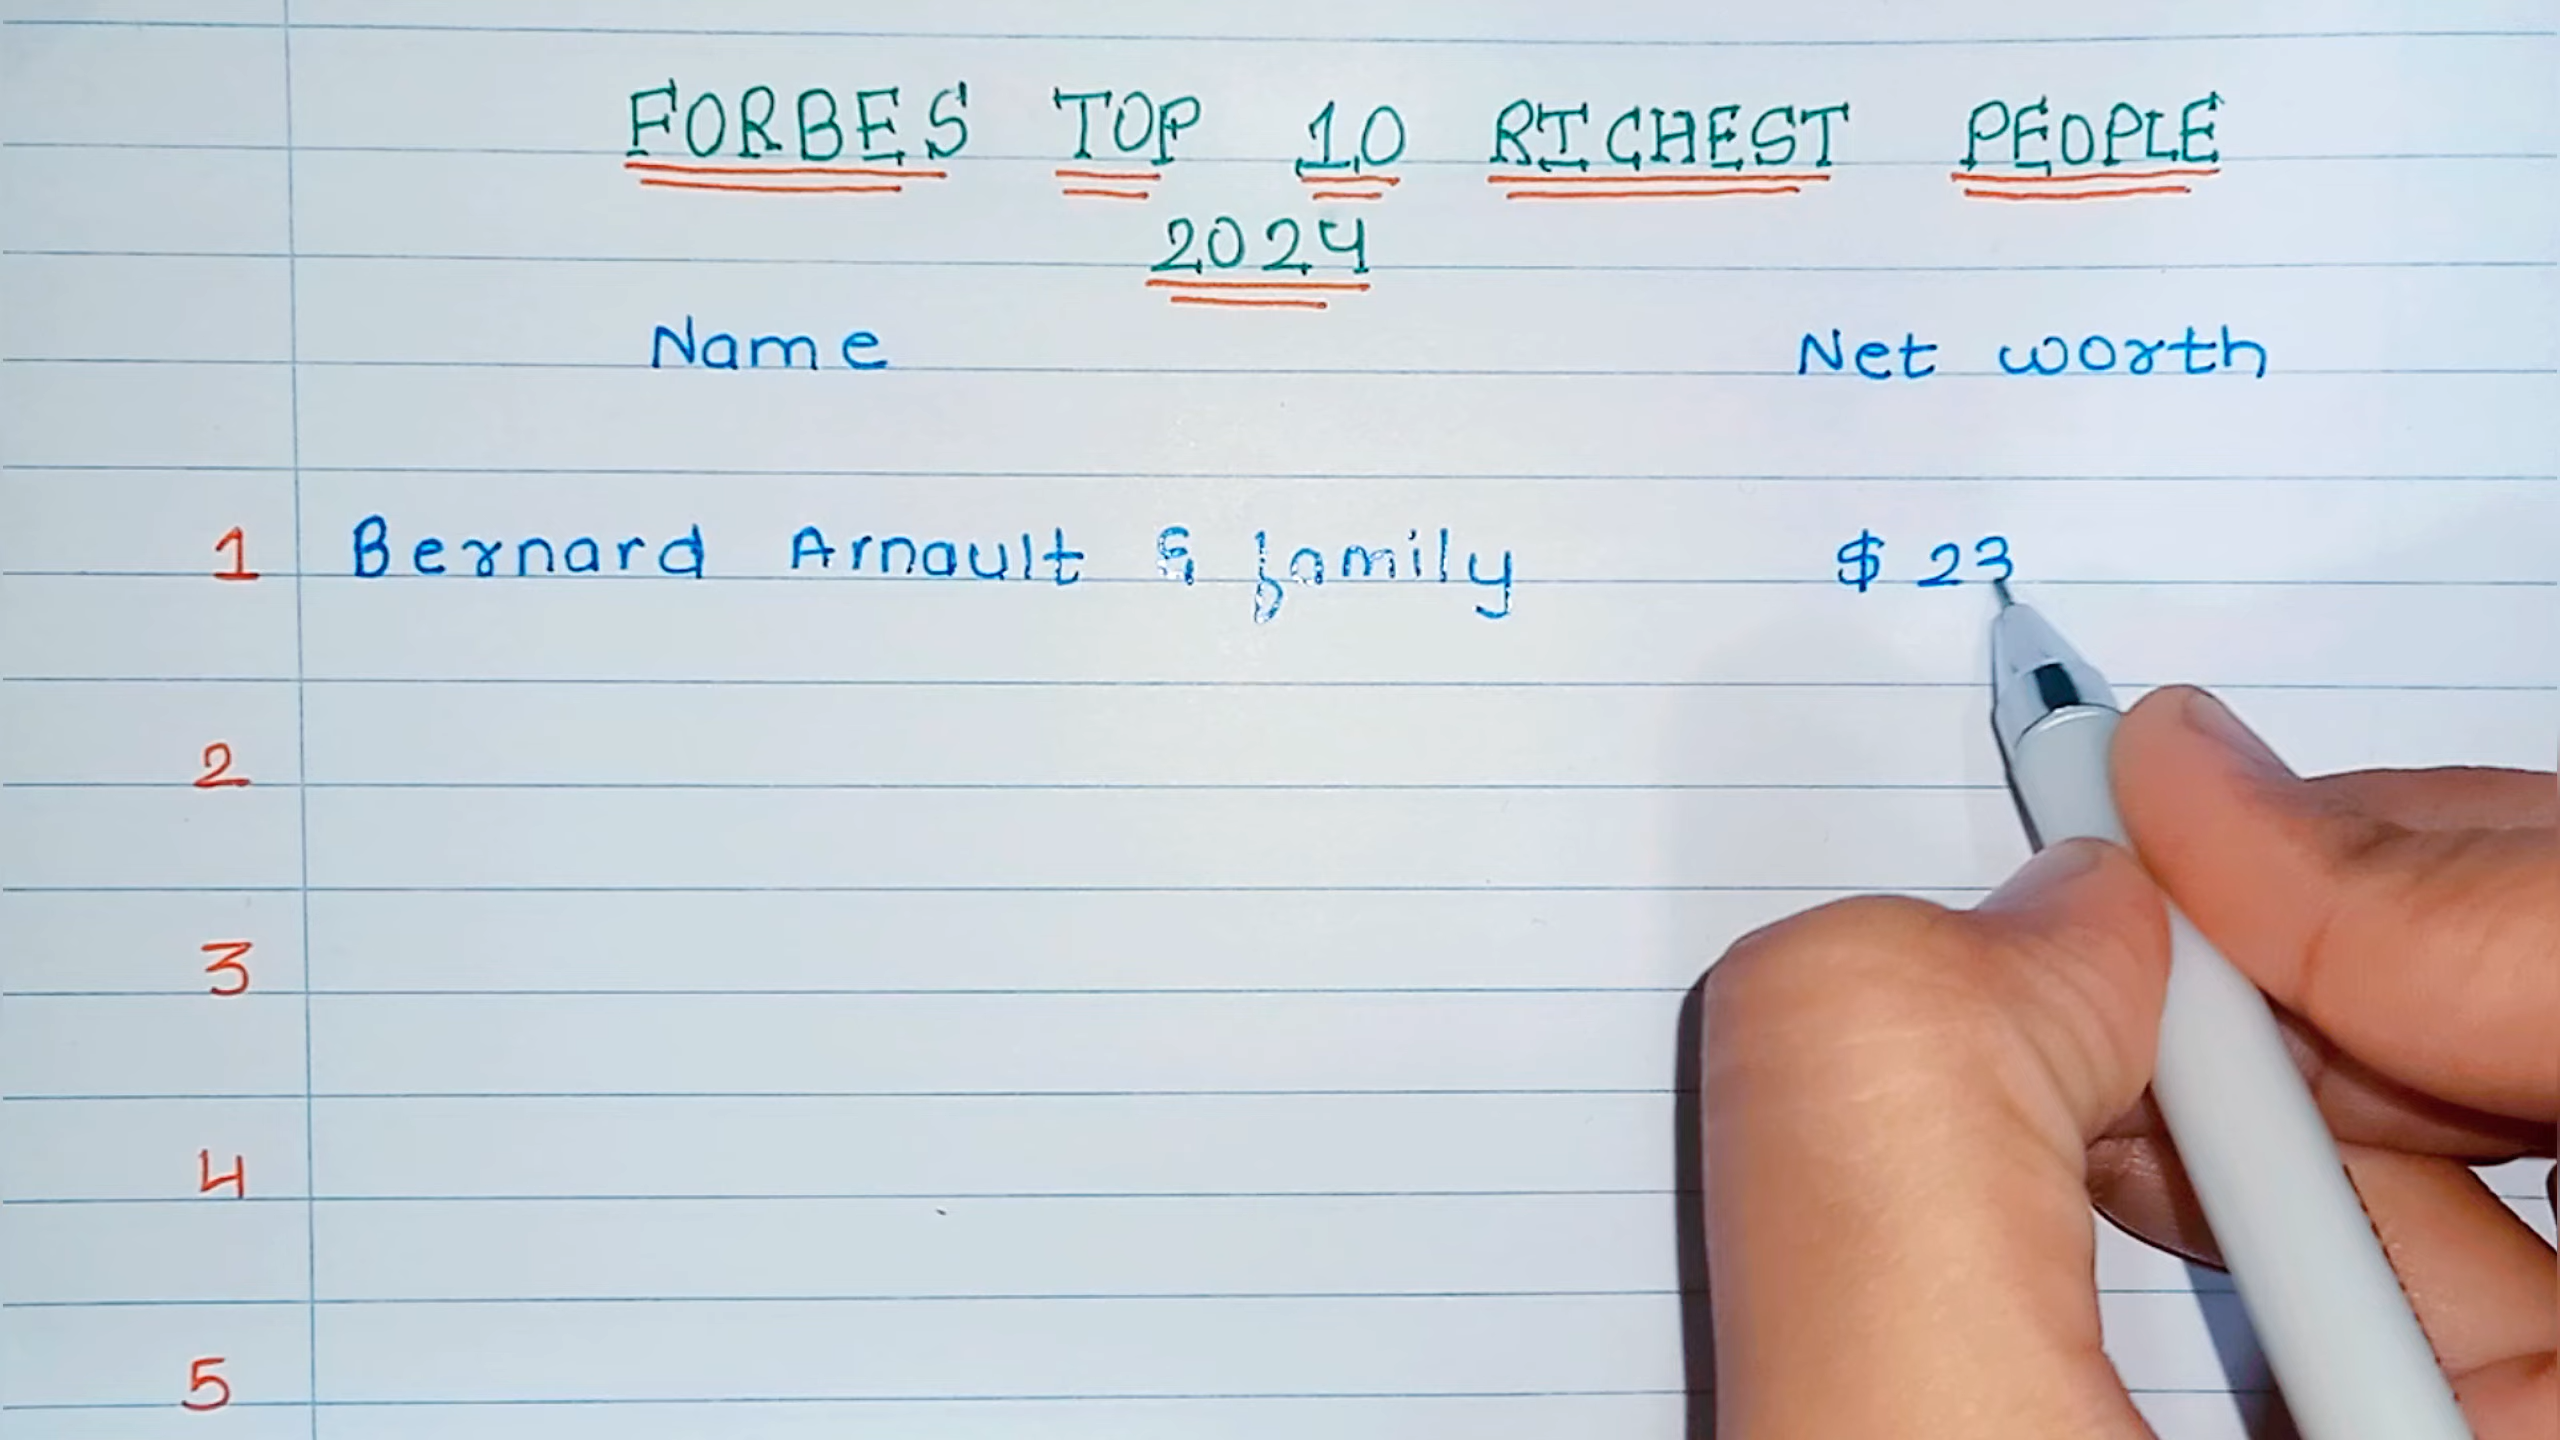 FORBES TOP 10 RICHEST PEOPLE
2024
Name Net worth
1 Bernard Arnault & family $ 23
2
3
4
5